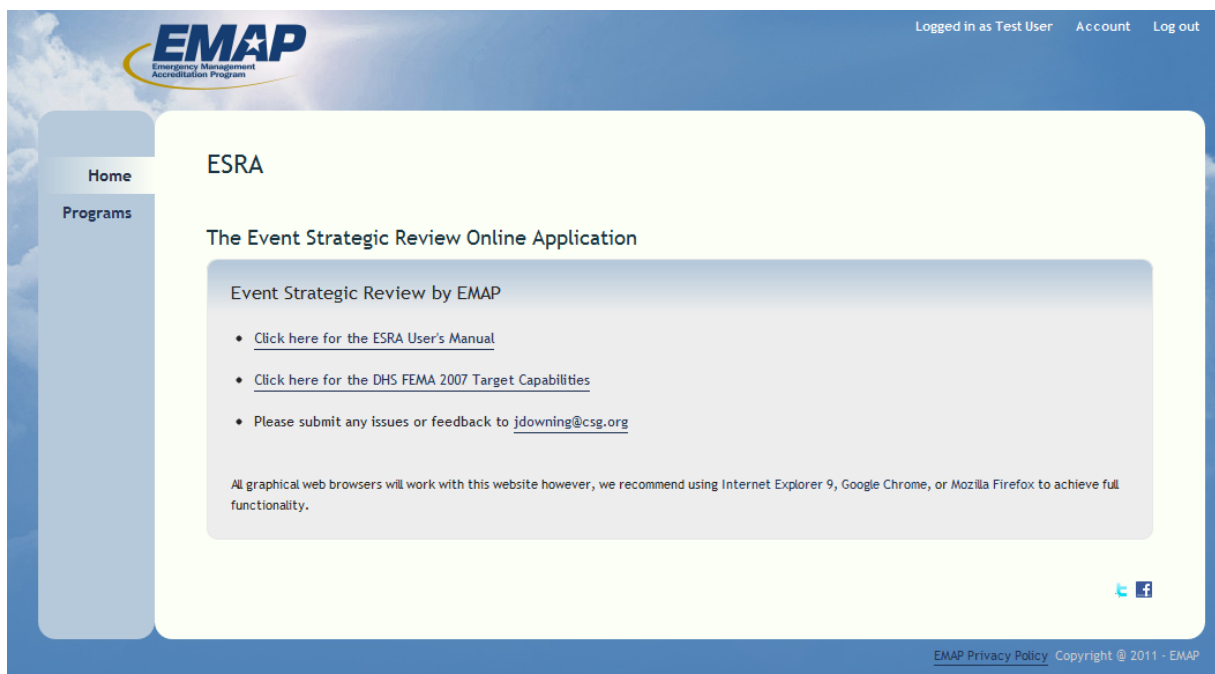 Logged in as Test User Account Log out
EMAP
Emergency Management
Accreditation Program
Home
Programs
ESRA
The Event Strategic Review Online Application
Event Strategic Review by EMAP
• Click here for the ESRA User's Manual
• Click here for the DHS FEMA 2007 Target Capabilities
• Please submit any issues or feedback to jdowning@csg.org
All graphical web browsers will work with this website however, we recommend using Internet Explorer 9, Google Chrome, or Mozilla Firefox to achieve full
functionality.
EMAP Privacy Policy Copyright @ 2011 - EMAP